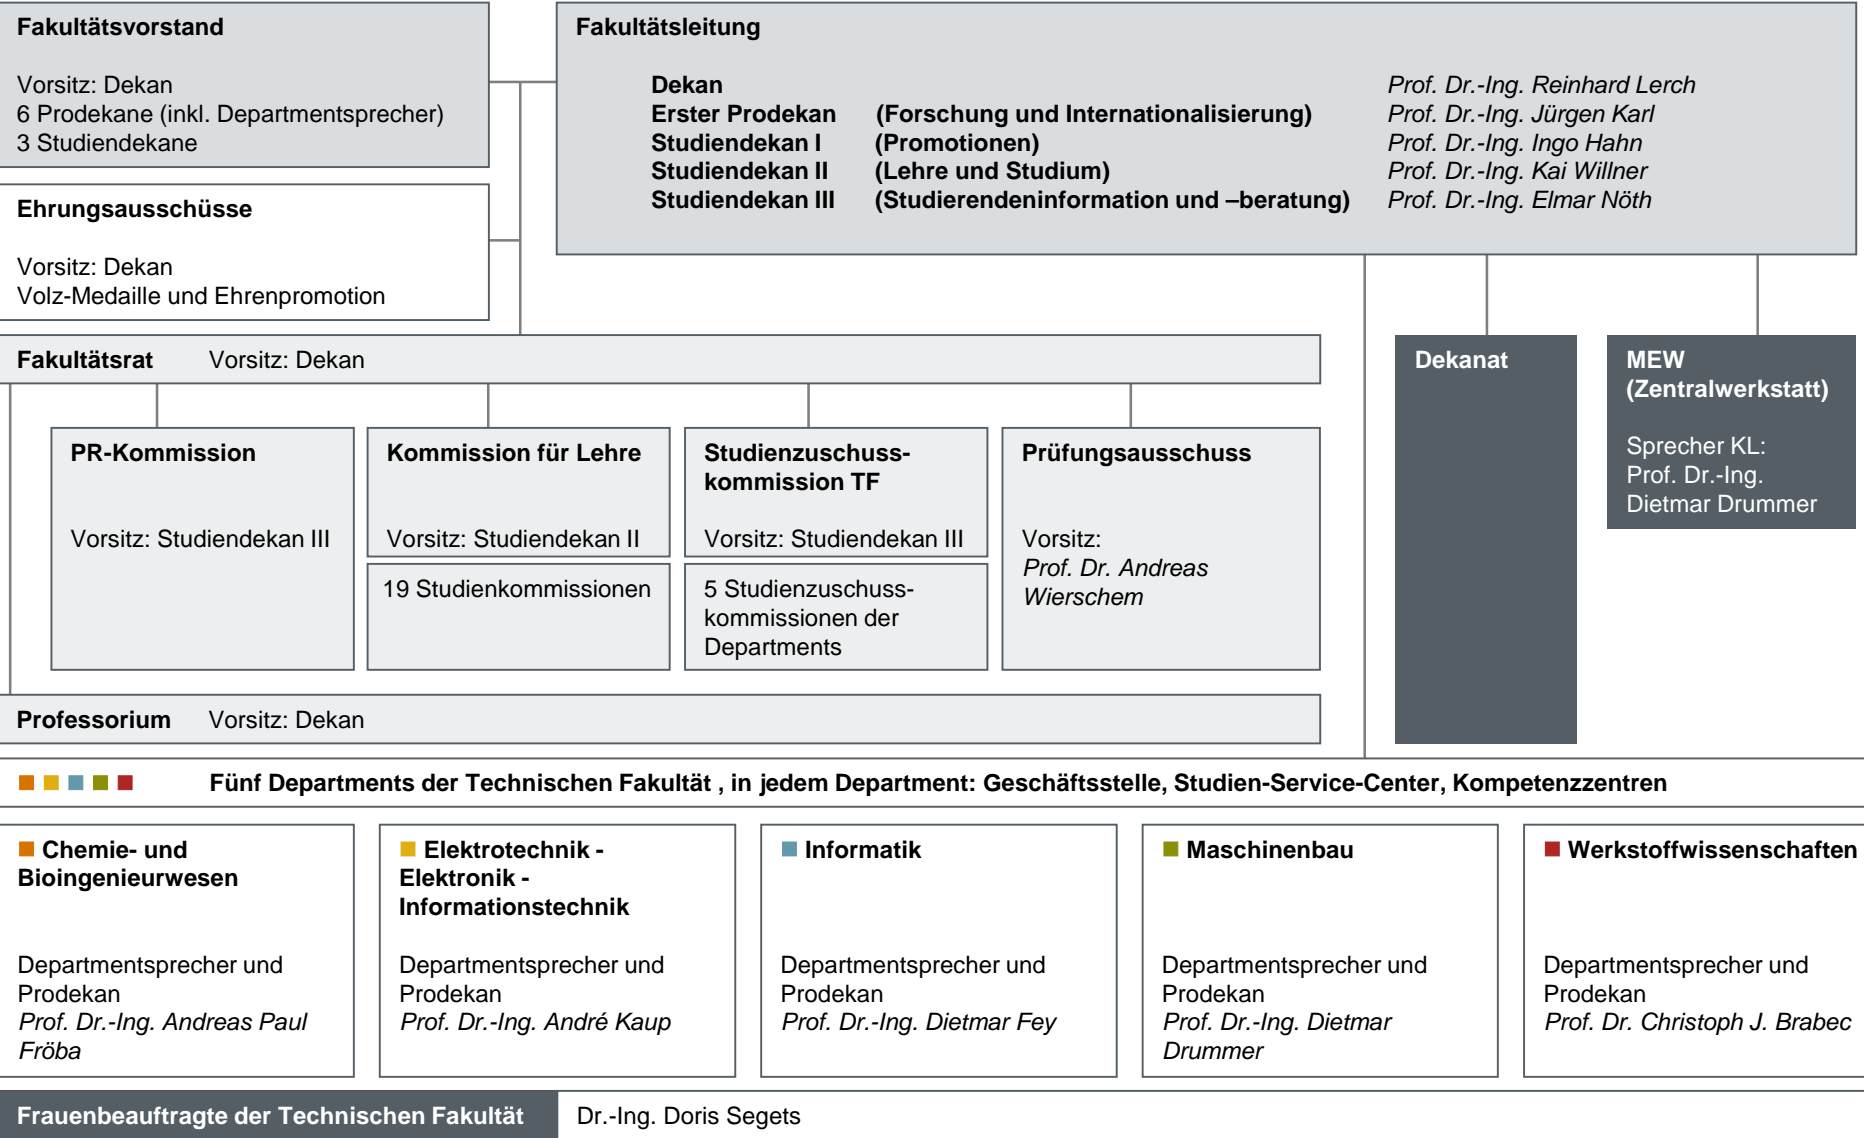 Fakultätsvorstand
Vorsitz: Dekan
6 Prodekane (inkl. Departmentsprecher)
3 Studiendekane
Fakultätsleitung
Dekan Prof. Dr.-Ing. Reinhard Lerch
Erster Prodekan (Forschung und Internationalisierung) Prof. Dr.-Ing. Jürgen Karl
Studiendekan I (Promotionen) Prof. Dr.-Ing. Ingo Hahn
Studiendekan II (Lehre und Studium) Prof. Dr.-Ing. Kai Willner
Studiendekan III (Studierendeninformation und –beratung) Prof. Dr.-Ing. Elmar Nöth
Ehrungsausschüsse
Vorsitz: Dekan
Volz-Medaille und Ehrenpromotion
Fakultätsrat Vorsitz: Dekan
Dekanat
MEW
(Zentralwerkstatt)
Sprecher KL:
Prof. Dr.-Ing.
Dietmar Drummer
PR-Kommission
Vorsitz: Studiendekan III
Kommission für Lehre
Vorsitz: Studiendekan II
19 Studienkommissionen
Studienzuschuss-
kommission TF
Vorsitz: Studiendekan III
5 Studienzuschuss-
kommissionen der
Departments
Prüfungsausschuss
Vorsitz:
Prof. Dr. Andreas
Wierschem
Professorium Vorsitz: Dekan
Fünf Departments der Technischen Fakultät , in jedem Department: Geschäftsstelle, Studien-Service-Center, Kompetenzzentren
Chemie- und
Bioingenieurwesen
Departmentsprecher und
Prodekan
Prof. Dr.-Ing. Andreas Paul
Fröba
Elektrotechnik -
Elektronik -
Informationstechnik
Departmentsprecher und
Prodekan
Prof. Dr.-Ing. André Kaup
Informatik
Departmentsprecher und
Prodekan
Prof. Dr.-Ing. Dietmar Fey
Maschinenbau
Departmentsprecher und
Prodekan
Prof. Dr.-Ing. Dietmar
Drummer
Werkstoffwissenschaften
Departmentsprecher und
Prodekan
Prof. Dr. Christoph J. Brabec
Frauenbeauftragte der Technischen Fakultät Dr.-Ing. Doris Segets